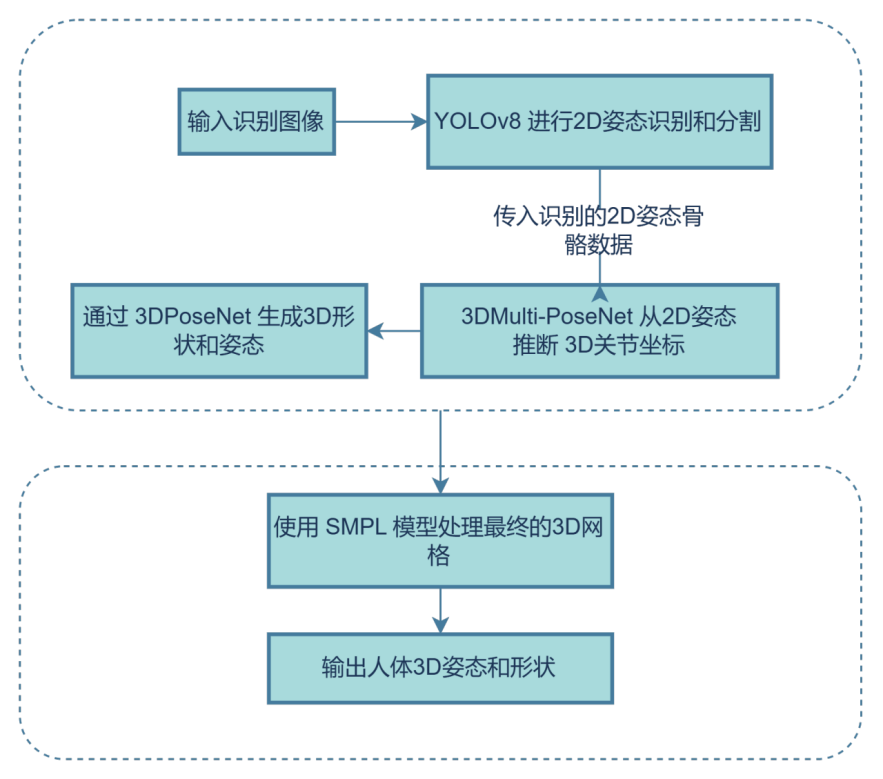 输入识别图像
YOLOv8 进行2D姿态识别和分割
传入识别的2D姿态骨
骼数据
通过 3DPoseNet 生成3D形
状和姿态
3DMulti-PoseNet 从2D姿态
推断 3D关节坐标
使用 SMPL 模型处理最终的3D网
格
输出人体3D姿态和形状